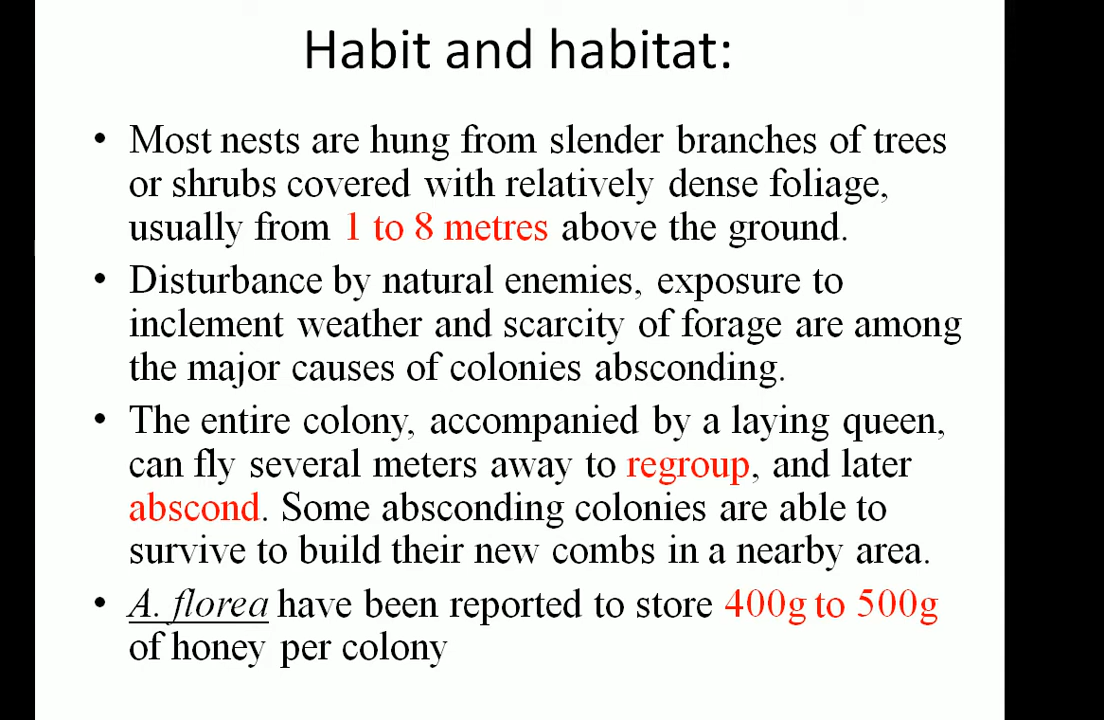 Habit and habitat:
• Most nests are hung from slender branches of trees
or shrubs covered with relatively dense foliage,
usually from 1 to 8 metres above the ground.
• Disturbance by natural enemies, exposure to
inclement weather and scarcity of forage are among
the major causes of colonies absconding.
• The entire colony, accompanied by a laying queen,
can fly several meters away to regroup, and later
abscond. Some absconding colonies are able to
survive to build their new combs in a nearby area.
• A. florea have been reported to store 400g to 500g
of honey per colony